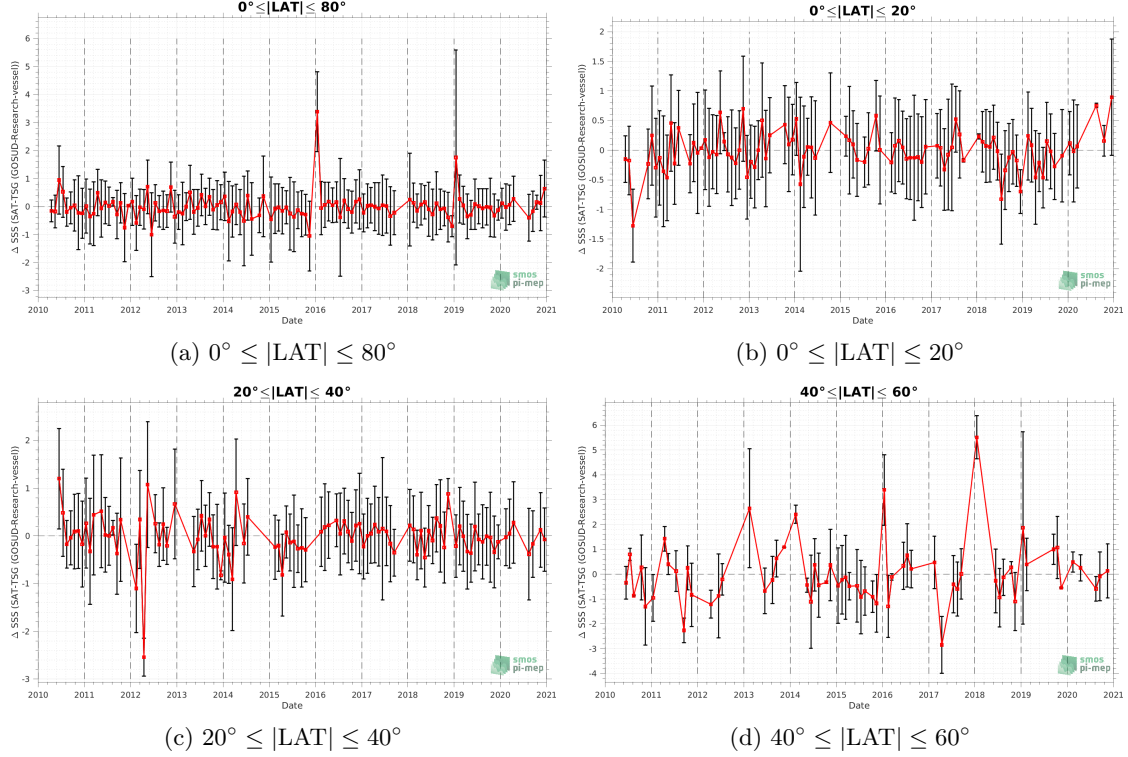 0°≤|LAT|≤ 80°
Δ SSS (SAT-TSG (GOSUD-Research-vessel))
6
5
4
3
2
1
0
-1
-2
-3
2010 2011 2012 2013 2014 2015 2016 2017 2018 2019 2020 2021
Date
smos
pi-mep
(a) 0° ≤ |LAT| ≤ 80°
0°≤|LAT|≤ 20°
Δ SSS (SAT-TSG (GOSUD-Research-vessel))
2
1.5
1
0.5
0
-0.5
-1
-1.5
-2
2010 2011 2012 2013 2014 2015 2016 2017 2018 2019 2020 2021
Date
smos
pi-mep
(b) 0° ≤ |LAT| ≤ 20°
20°≤|LAT|≤ 40°
Δ SSS (SAT-TSG (GOSUD-Research-vessel))
2
1
0
-1
-2
-3
2010 2011 2012 2013 2014 2015 2016 2017 2018 2019 2020 2021
Date
smos
pi-mep
(c) 20° ≤ |LAT| ≤ 40°
40°≤|LAT|≤ 60°
Δ SSS (SAT-TSG (GOSUD-Research-vessel))
6
5
4
3
2
1
0
-1
-2
-3
-4
2010 2011 2012 2013 2014 2015 2016 2017 2018 2019 2020 2021
Date
smos
pi-mep
(d) 40° ≤ |LAT| ≤ 60°